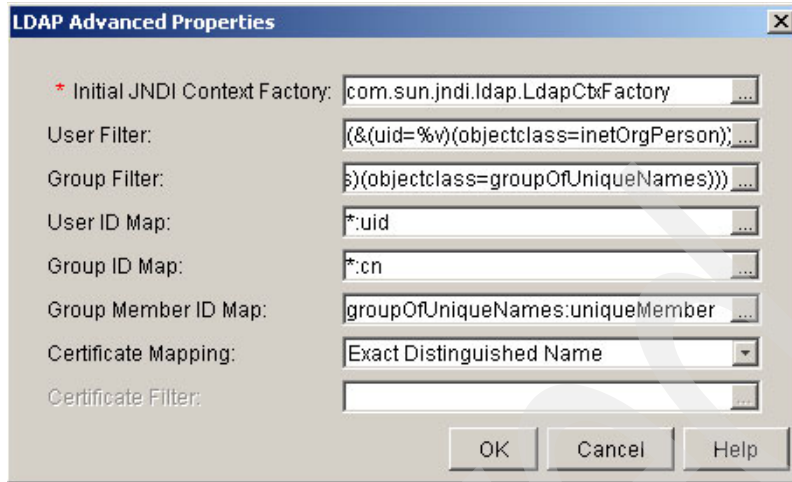 LDAP Advanced Properties
* Initial JNDI Context Factory: com.sun.jndi.ldap.LdapCtxFactory ...
User Filter: (&(uid=%v)(objectclass=inetOrgPerson)) ...
Group Filter: s)(objectclass=groupOfUniqueNames))) ...
User ID Map: *:uid ...
Group ID Map: *:cn ...
Group Member ID Map: groupOfUniqueNames:uniqueMember ...
Certificate Mapping: Exact Distinguished Name
Certificate Filter: ...
OK Cancel Help